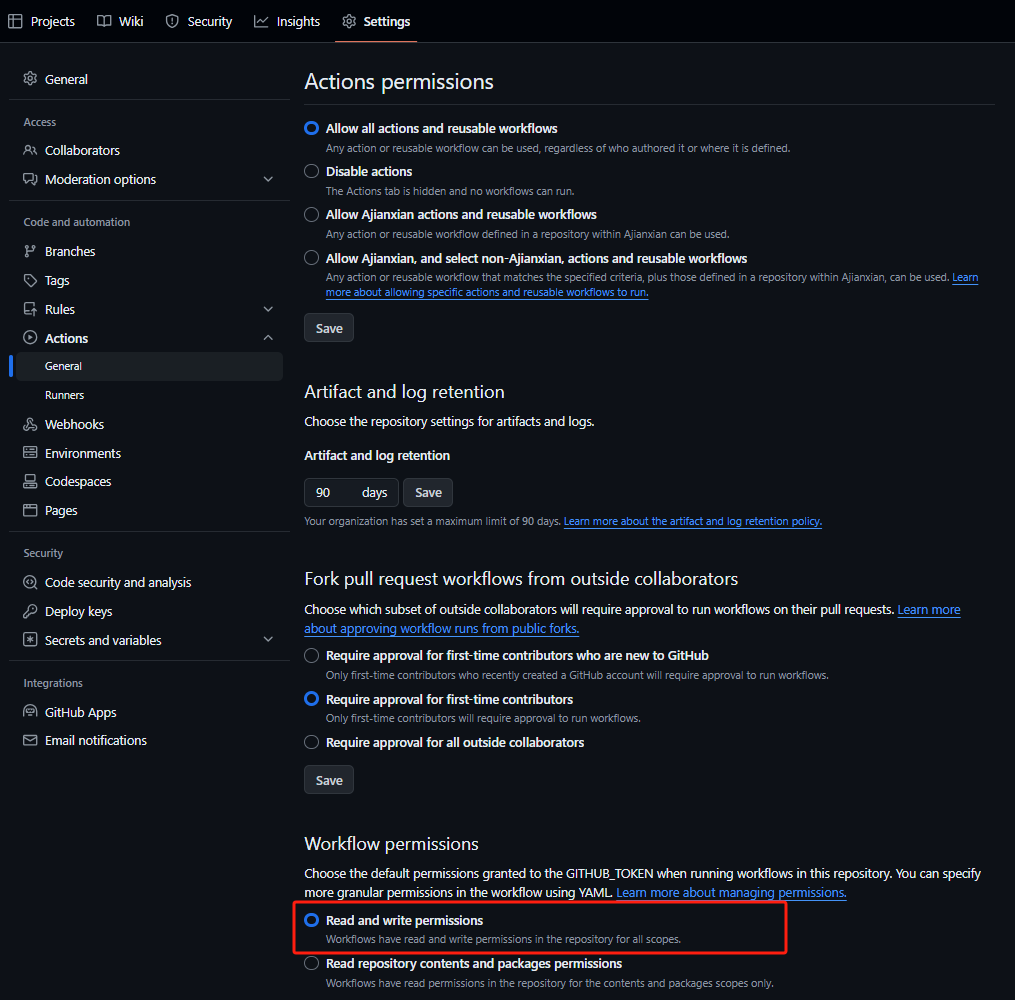 Projects Wiki Security Insights Settings
General
Access
Collaborators
Moderation options
Code and automation
Branches
Tags
Rules
Actions
General
Runners
Webhooks
Environments
Codespaces
Pages
Security
Code security and analysis
Deploy keys
Secrets and variables
Integrations
GitHub Apps
Email notifications
Actions permissions
Allow all actions and reusable workflows
Any action or reusable workflow can be used, regardless of who authored it or where it is defined.
Disable actions
The Actions tab is hidden and no workflows can run.
Allow Ajianxian actions and reusable workflows
Any action or reusable workflow defined in a repository within Ajianxian can be used.
Allow Ajianxian, and select non-Ajianxian, actions and reusable workflows
Any action or reusable workflow that matches the specified criteria, plus those defined in a repository within Ajianxian, can be used. Learn
more about allowing specific actions and reusable workflows to run.
Save
Artifact and log retention
Choose the repository settings for artifacts and logs.
Artifact and log retention
90 days Save
Your organization has set a maximum limit of 90 days. Learn more about the artifact and log retention policy.
Fork pull request workflows from outside collaborators
Choose which subset of outside collaborators will require approval to run workflows on their pull requests. Learn more
about approving workflow runs from public forks.
Require approval for first-time contributors who are new to GitHub
Only first-time contributors who recently created a GitHub account will require approval to run workflows.
Require approval for first-time contributors
Only first-time contributors will require approval to run workflows.
Require approval for all outside collaborators
Save
Workflow permissions
Choose the default permissions granted to the GITHUB_TOKEN when running workflows in this repository. You can specify
more granular permissions in the workflow using YAML. Learn more about managing permissions.
Read and write permissions
Workflows have read and write permissions in the repository for all scopes.
Read repository contents and packages permissions
Workflows have read permissions in the repository for the contents and packages scopes only.